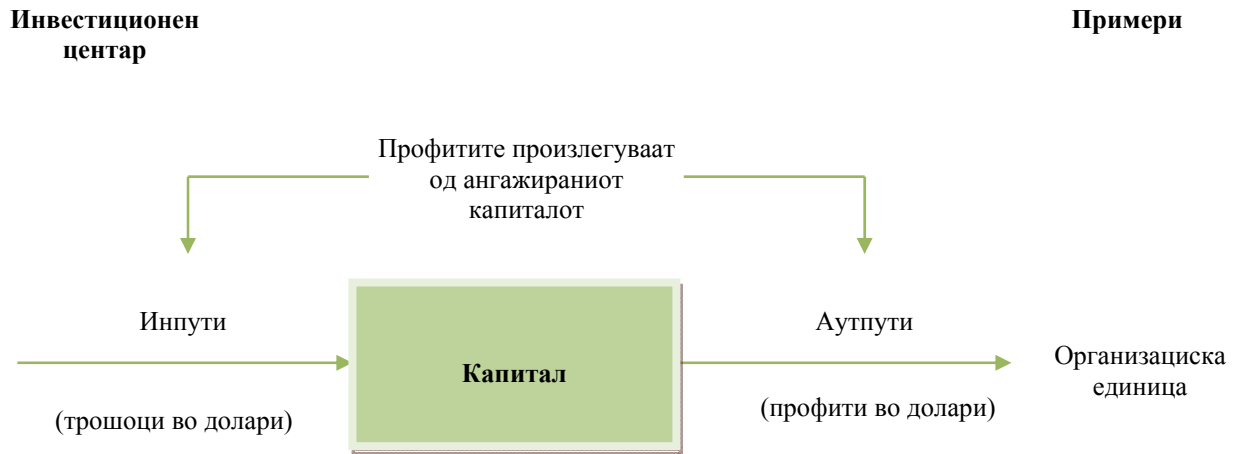 Инвестиционен
центар
Примери
Профитите произлегуваат
од ангажираниот
капиталот
Инпути
Аутпути
Капитал
Организациска
единица
(трошоци во долари)
(профити во долари)